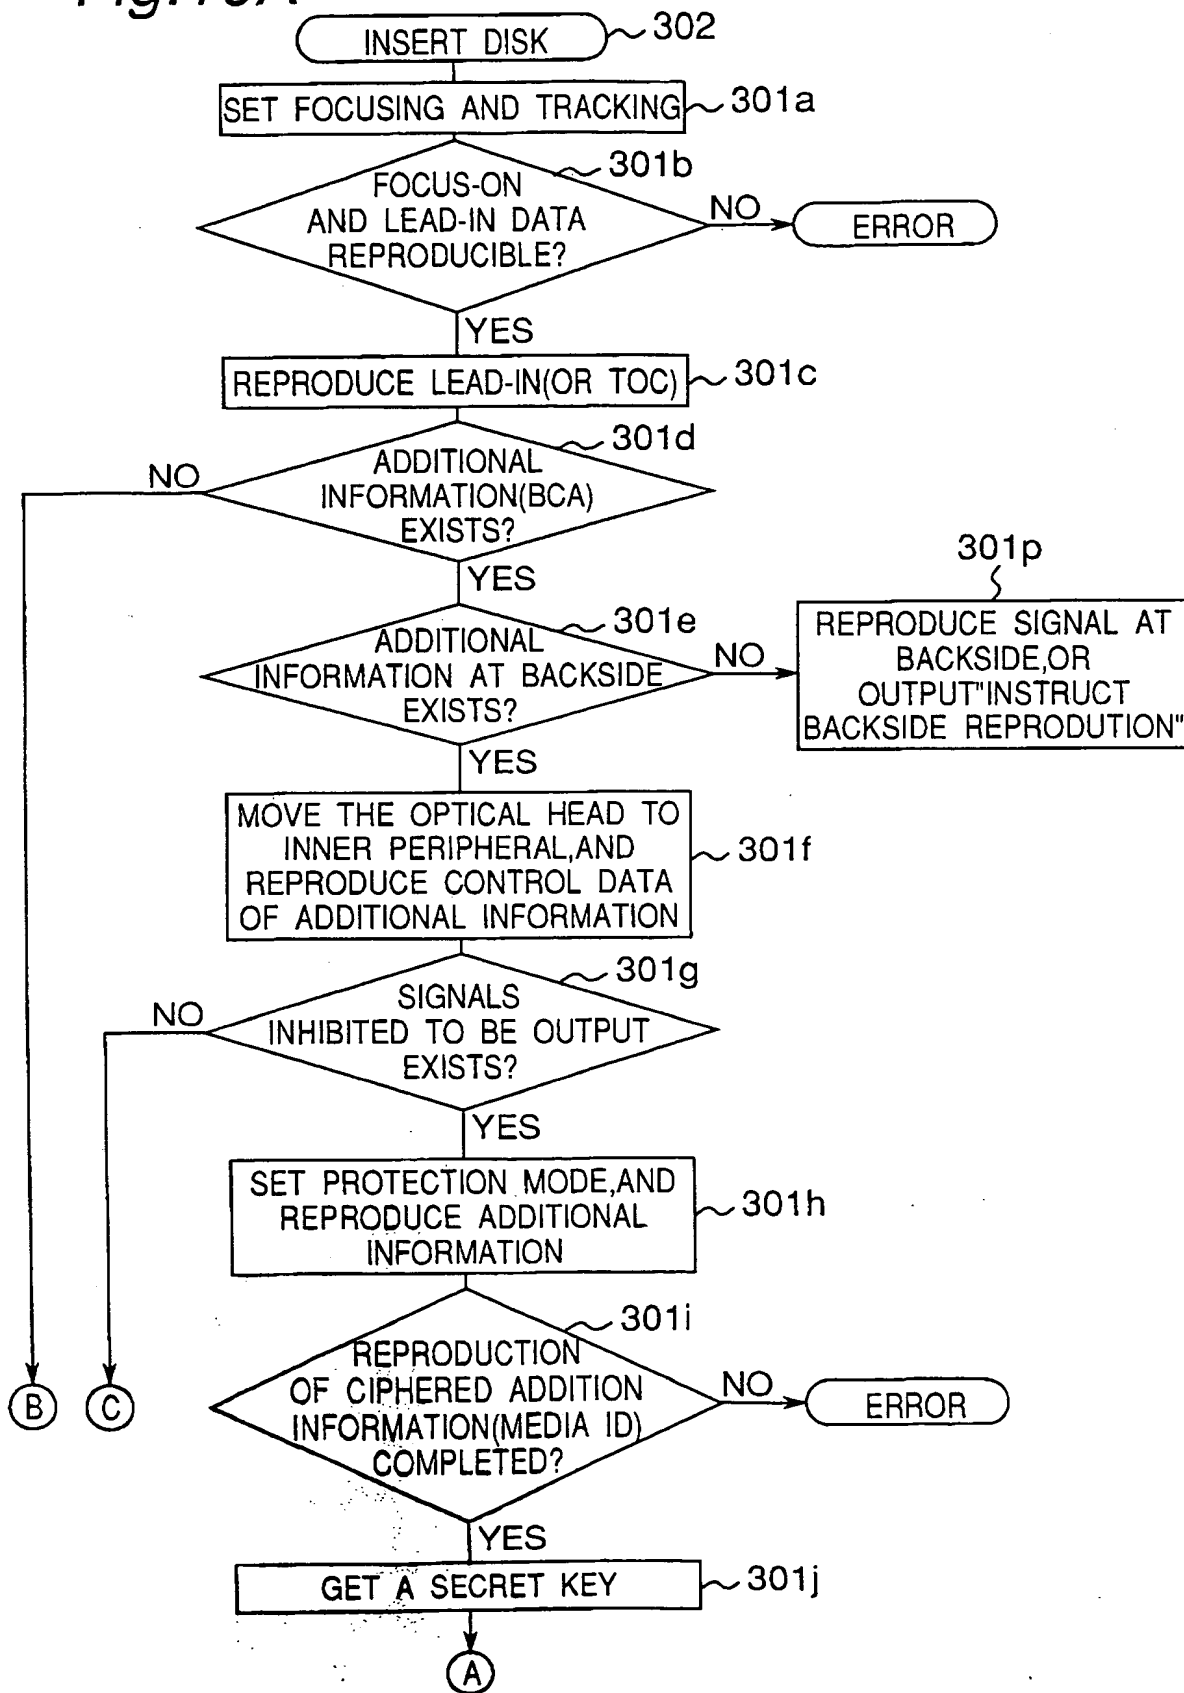 INSERT DISK
302
SET FOCUSING AND TRACKING
301a
301b
FOCUS-ON
AND LEAD-IN DATA
REPRODUCIBLE?
NO
ERROR
YES
REPRODUCE LEAD-IN(OR TOC)
301c
301d
NO
ADDITIONAL
INFORMATION(BCA)
EXISTS?
YES
301e
ADDITIONAL
INFORMATION AT BACKSIDE
EXISTS?
NO
301p
REPRODUCE SIGNAL AT
BACKSIDE,OR
OUTPUT"INSTRUCT
BACKSIDE REPRODUTION"
YES
MOVE THE OPTICAL HEAD TO
INNER PERIPHERAL,AND
REPRODUCE CONTROL DATA
OF ADDITIONAL INFORMATION
301f
301g
NO
SIGNALS
INHIBITED TO BE OUTPUT
EXISTS?
YES
SET PROTECTION MODE,AND
REPRODUCE ADDITIONAL
INFORMATION
301h
301i
REPRODUCTION
OF CIPHERED ADDITION
INFORMATION(MEDIA ID)
COMPLETED?
NO
ERROR
B
C
YES
GET A SECRET KEY
301j
A